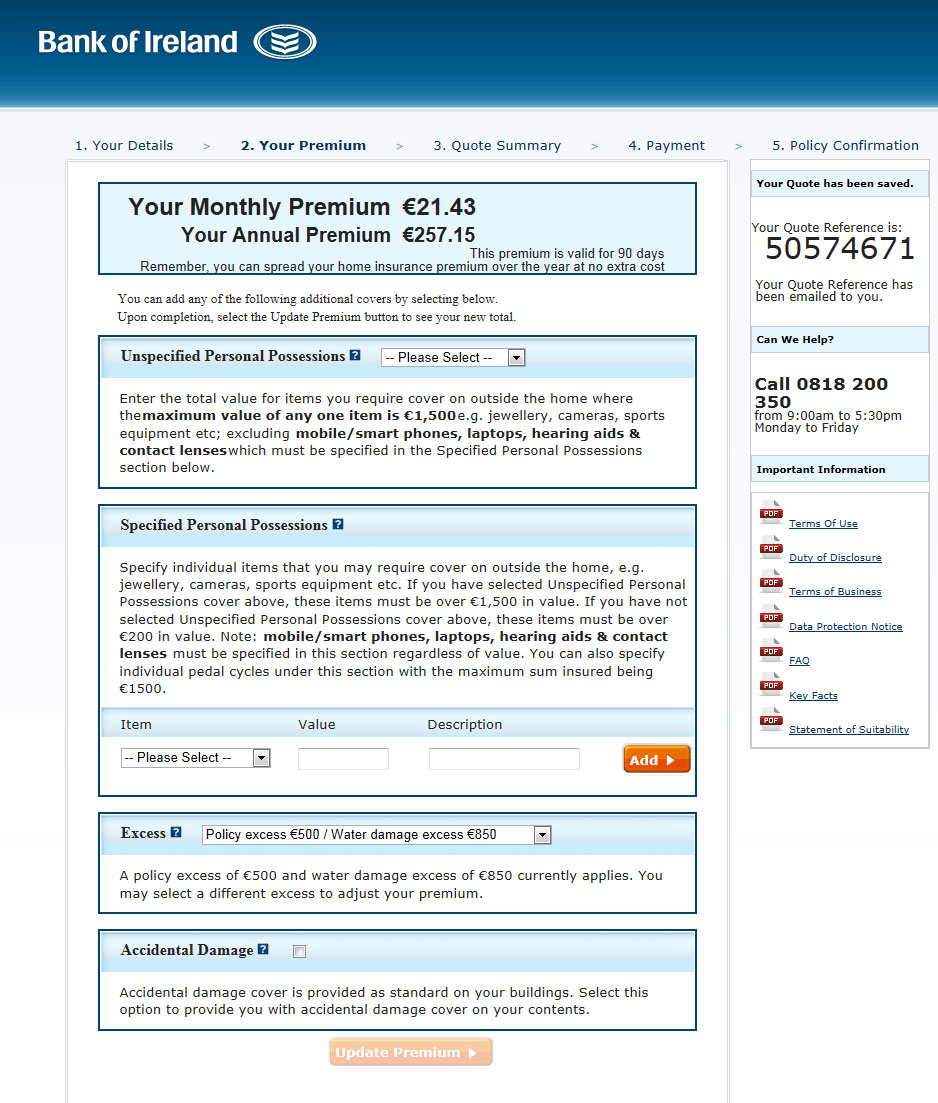 Bank of Ireland
1. Your Details > 2. Your Premium > 3. Quote Summary > 4. Payment > 5. Policy Confirmation
Your Monthly Premium €21.43
Your Annual Premium €257.15
This premium is valid for 90 days
Remember, you can spread your home insurance premium over the year at no extra cost
You can add any of the following additional covers by selecting below.
Upon completion, select the Update Premium button to see your new total.
Unspecified Personal Possessions ? -- Please Select --
Enter the total value for items you require cover on outside the home where
themaximum value of any one item is €1,500e.g. jewellery, cameras, sports
equipment etc; excluding mobile/smart phones, laptops, hearing aids &
contact lenseswhich must be specified in the Specified Personal Possessions
section below.
Specified Personal Possessions ?
Specify individual items that you may require cover on outside the home, e.g.
jewellery, cameras, sports equipment etc. If you have selected Unspecified Personal
Possessions cover above, these items must be over €1,500 in value. If you have not
selected Unspecified Personal Possessions cover above, these items must be over
€200 in value. Note: mobile/smart phones, laptops, hearing aids & contact
lenses must be specified in this section regardless of value. You can also specify
individual pedal cycles under this section with the maximum sum insured being
€1500.
Item Value Description
-- Please Select -- Add
Excess ? Policy excess €500 / Water damage excess €850
A policy excess of €500 and water damage excess of €850 currently applies. You
may select a different excess to adjust your premium.
Accidental Damage ?
Accidental damage cover is provided as standard on your buildings. Select this
option to provide you with accidental damage cover on your contents.
Update Premium
Your Quote has been saved.
Your Quote Reference is:
50574671
Your Quote Reference has
been emailed to you.
Can We Help?
Call 0818 200
350
from 9:00am to 5:30pm
Monday to Friday
Important Information
PDF Terms Of Use
PDF Duty of Disclosure
PDF Terms of Business
PDF Data Protection Notice
PDF FAQ
PDF Key Facts
PDF Statement of Suitability